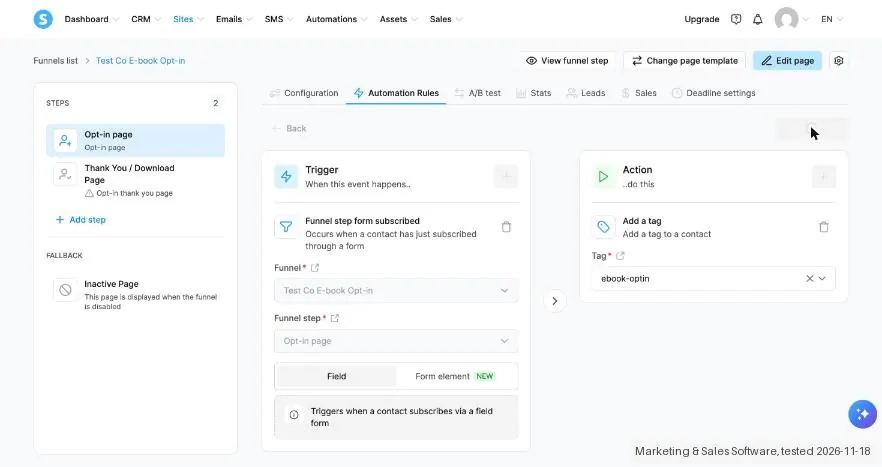 S Dashboard CRM Sites Emails SMS Automations Assets Sales Upgrade EN
Funnels list > Test Co E-book Opt-in
View funnel step Change page template Edit page
STEPS 2
Opt-in page
Opt-in page
Thank You / Download
Page
Opt-in thank you page
+ Add step
FALLBACK
Inactive Page
This page is displayed when the funnel
is disabled
Configuration Automation Rules A/B test Stats Leads Sales Deadline settings
← Back
Trigger
When this event happens..
Funnel step form subscribed
Occurs when a contact has just subscribed
through a form
Funnel *
Test Co E-book Opt-in
Funnel step *
Opt-in page
Field Form element NEW
Triggers when a contact subscribes via a field
form
Action
..do this
Add a tag
Add a tag to a contact
Tag *
ebook-optin
Marketing & Sales Software, tested 2026-11-18